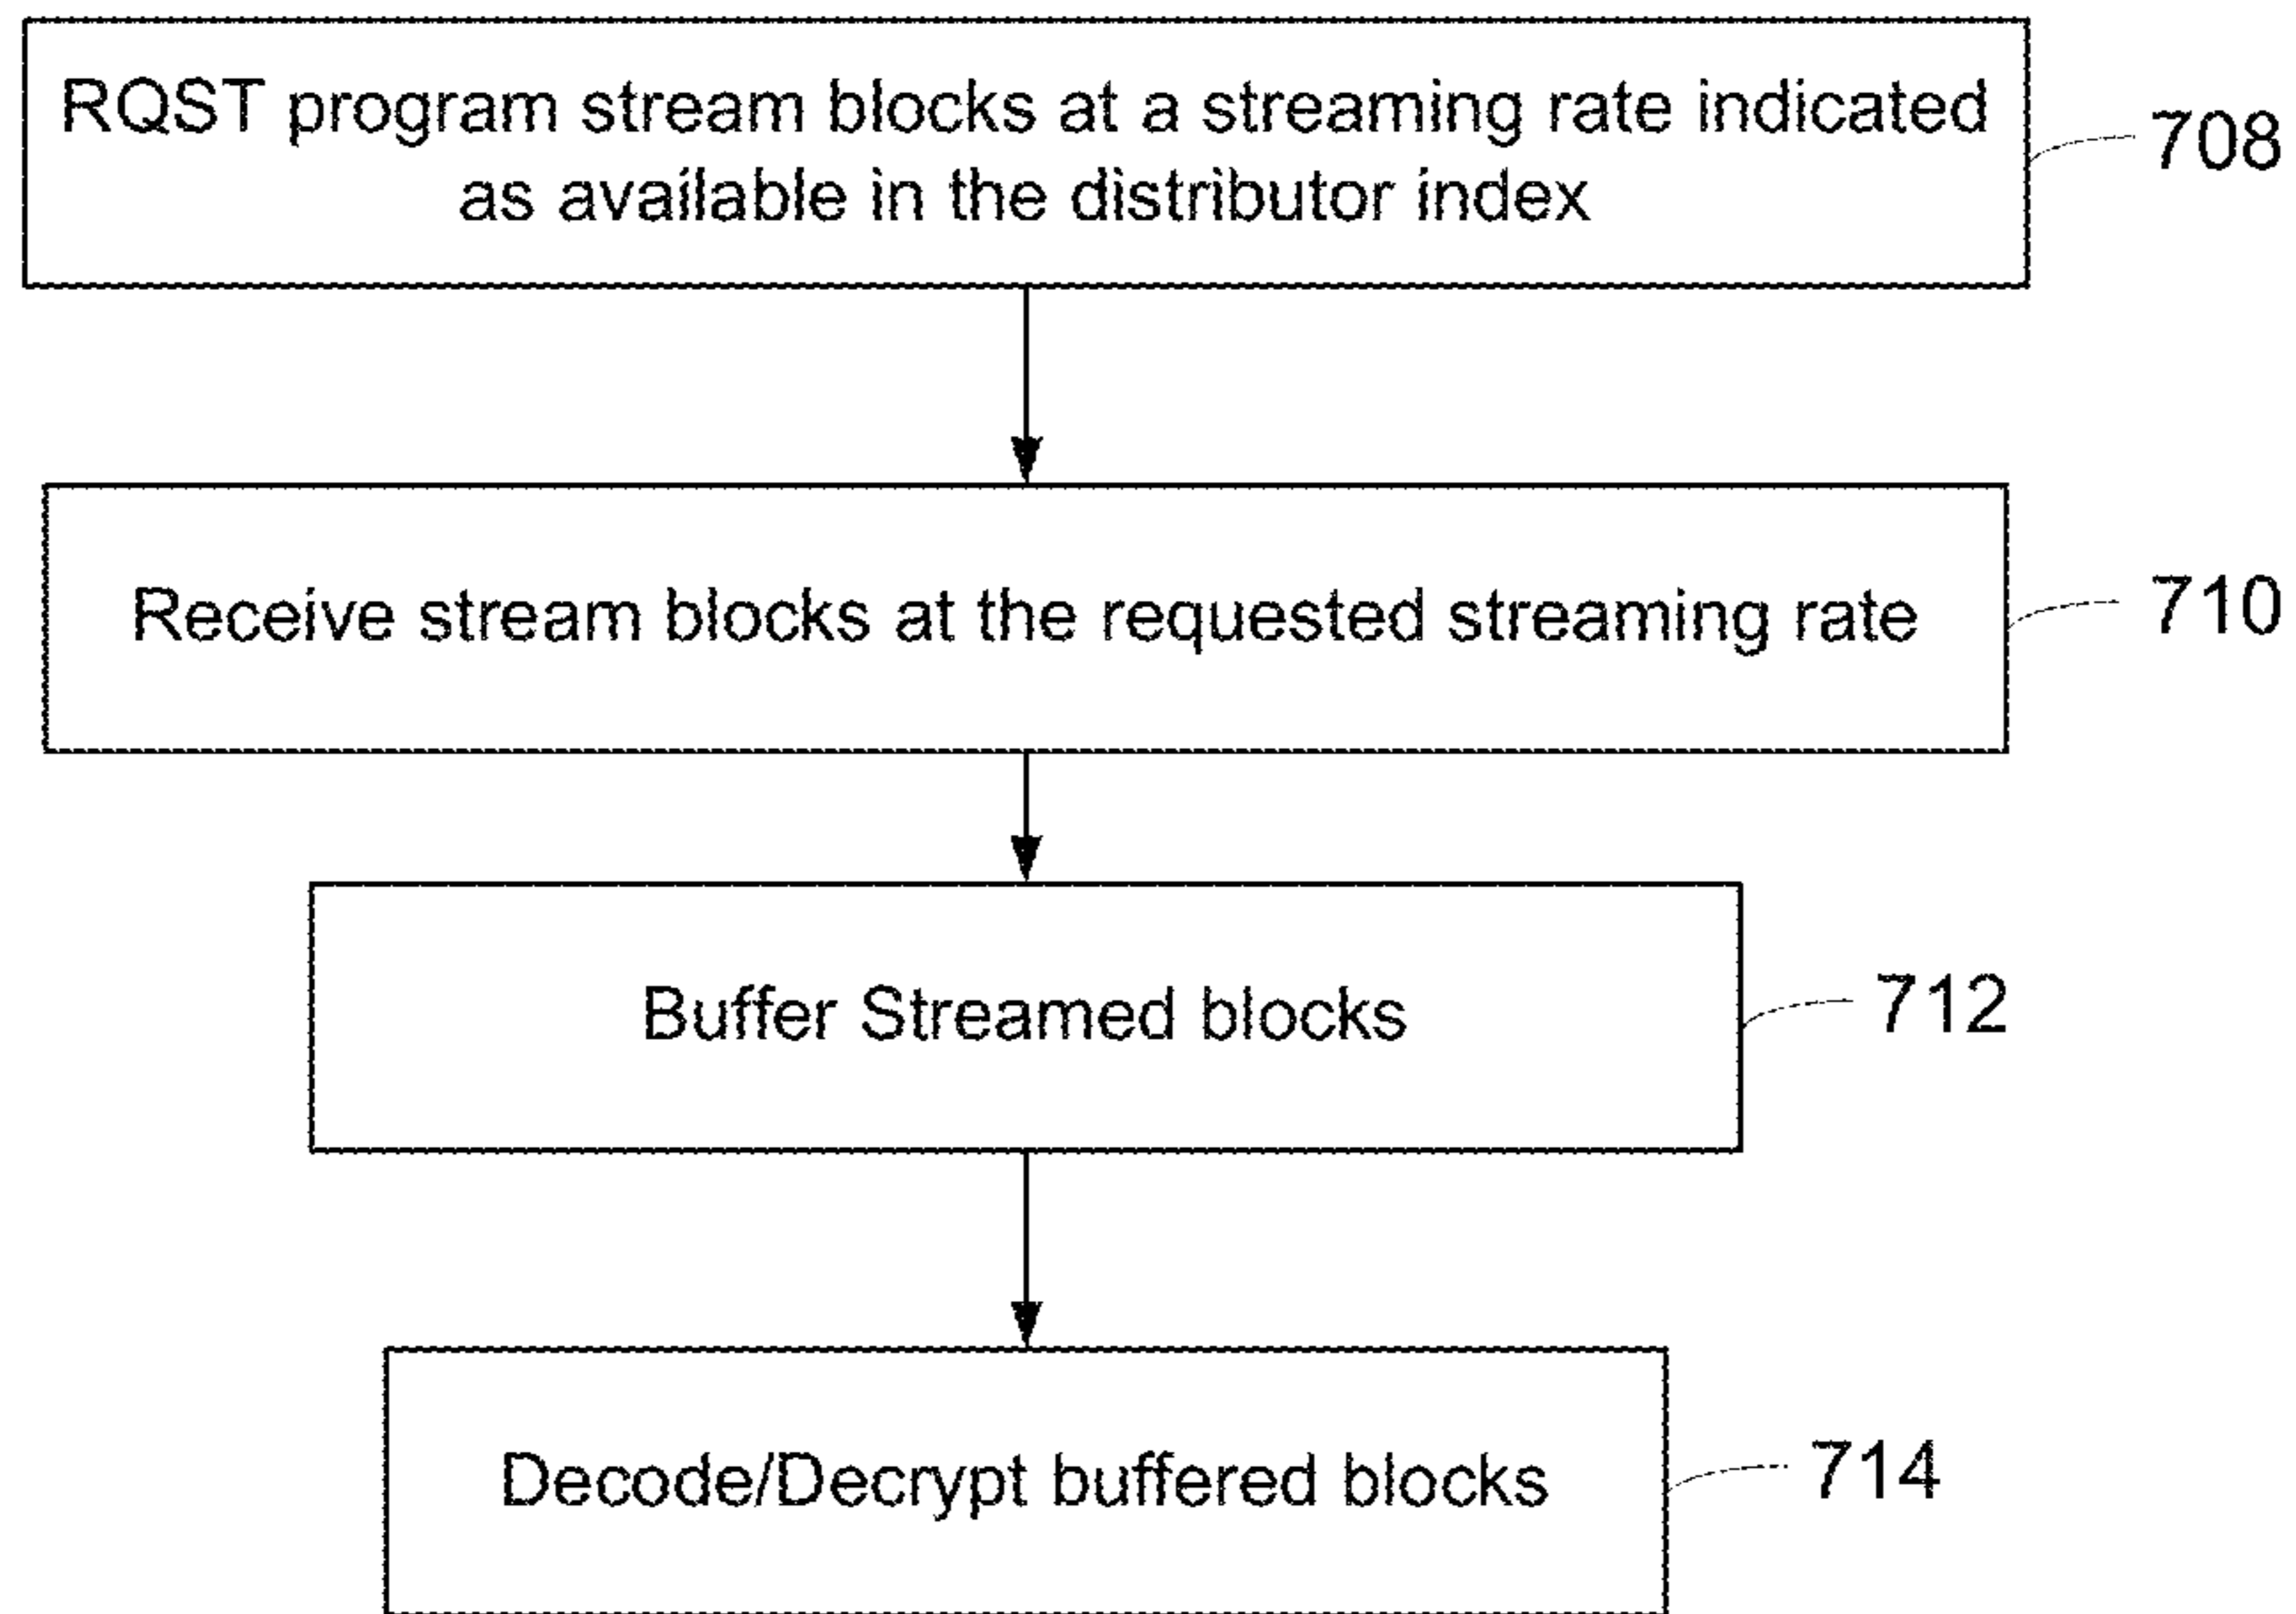 RQST program stream blocks at a streaming rate indicated
as available in the distributor index
708
Receive stream blocks at the requested streaming rate
710
Buffer Streamed blocks
712
Decode/Decrypt buffered blocks
714